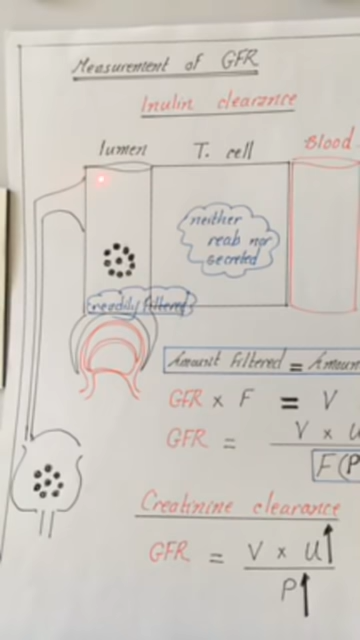 Measurement of GFR
Inulin clearance
lumen T. cell Blood
neither
reab nor
secreted
readily filtered
Amount filtered = Amoun
GFR x F = V
GFR = V x U
F (P
Creatinine clearance
GFR = V x U
P